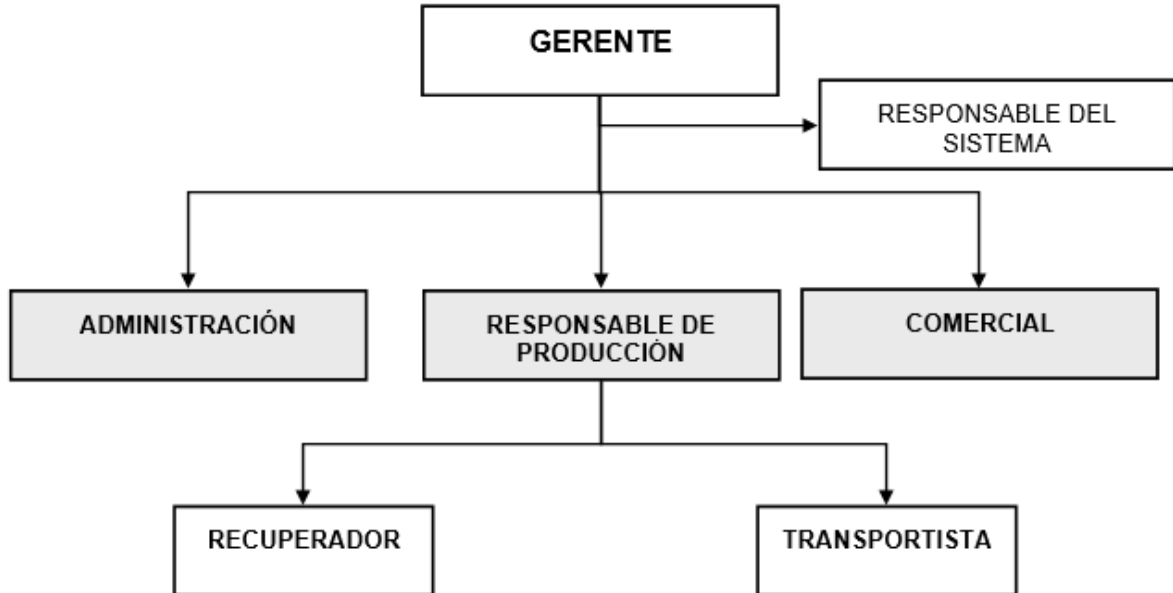 GERENTE
RESPONSABLE DEL
SISTEMA
ADMINISTRACIÓN
RESPONSABLE DE
PRODUCCIÓN
COMERCIAL
RECUPERADOR
TRANSPORTISTA